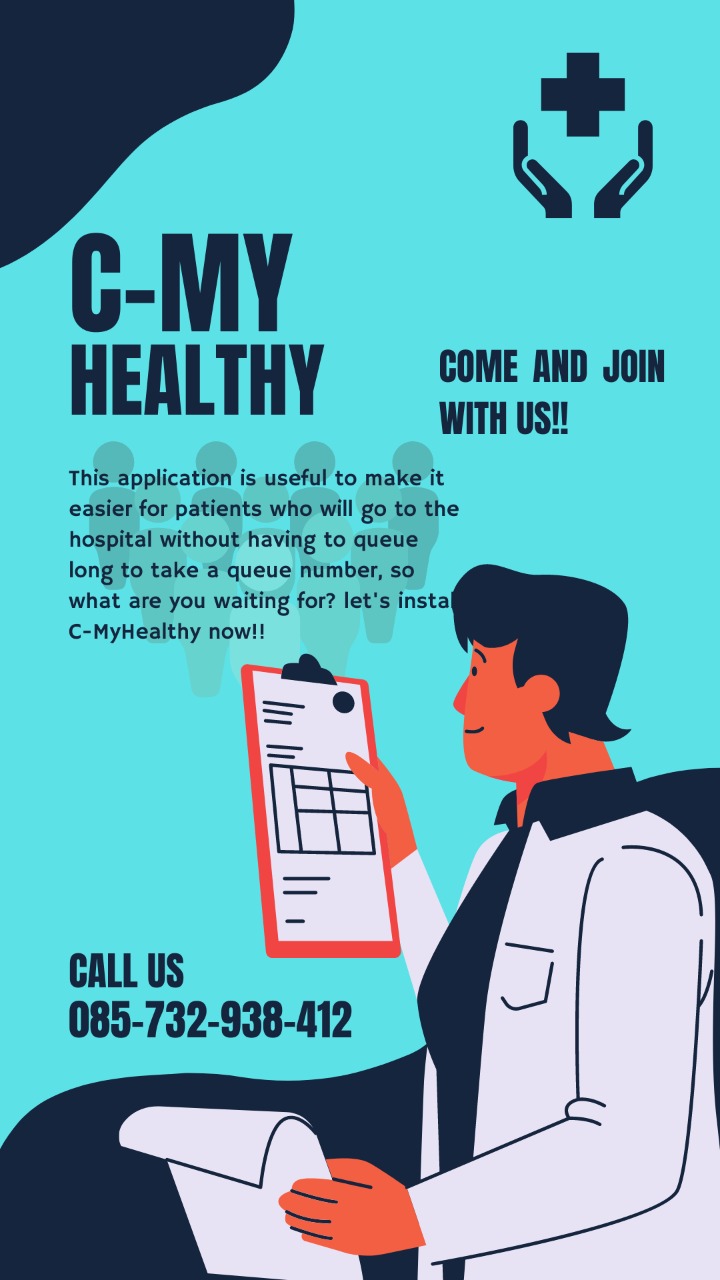 C-MY
HEALTHY
COME AND JOIN
WITH US!!
This application is useful to make it
easier for patients who will go to the
hospital without having to queue
long to take a queue number, so
what are you waiting for? let's instal
C-MyHealthy now!!
CALL US
085-732-938-412